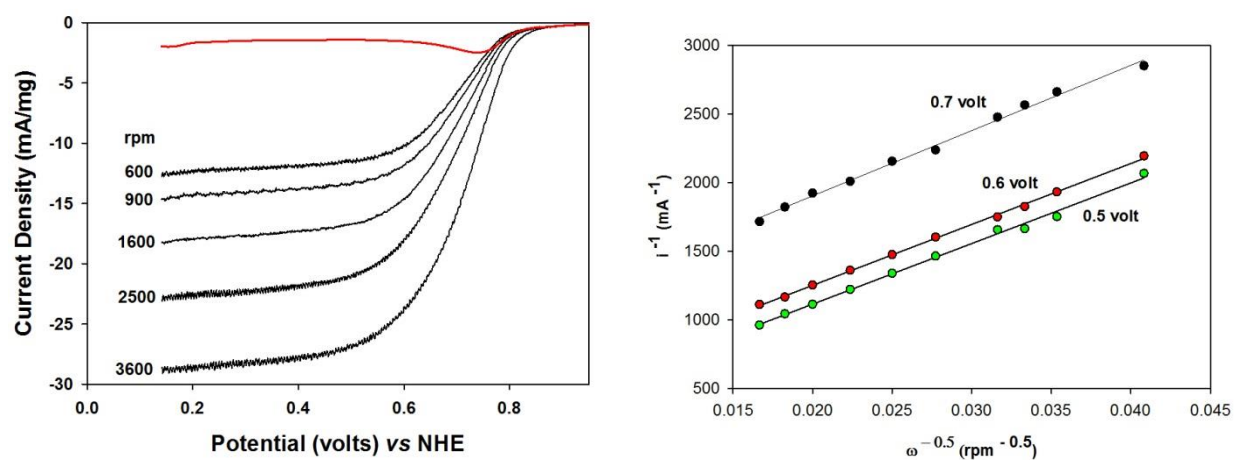 0
-5
-10
-15
-20
-25
-30
Current Density (mA/mg)
rpm
600
900
1600
2500
3600
0.0 0.2 0.4 0.6 0.8
Potential (volts) vs NHE
3000
2500
2000
1500
1000
500
i⁻¹ (mA⁻¹)
0.7 volt
0.6 volt
0.5 volt
0.015 0.020 0.025 0.030 0.035 0.040 0.045
ω⁻⁰·⁵ (rpm⁻⁰·⁵)